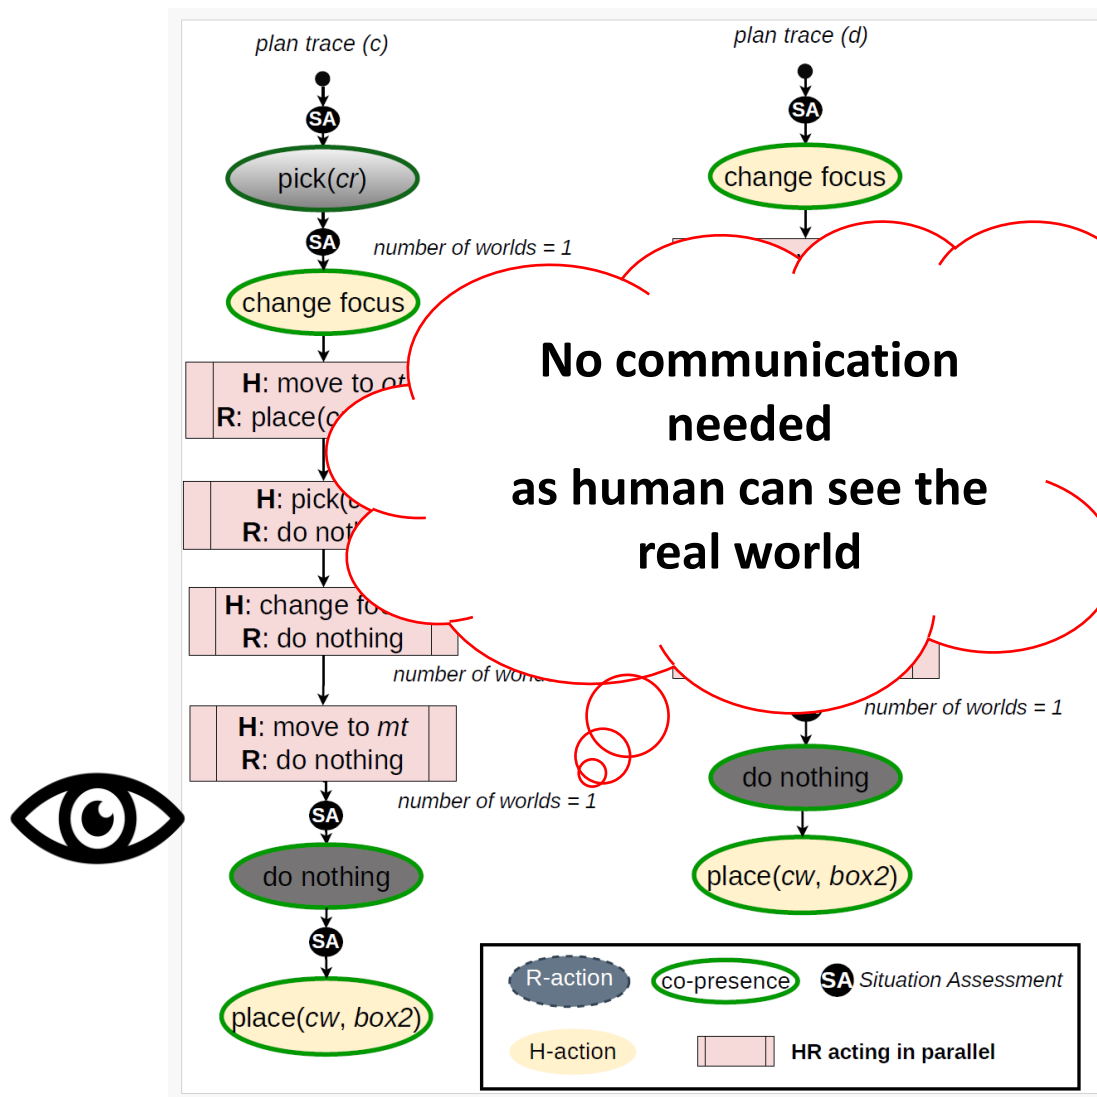 plan trace (c)
SA
pick(cr)
SA
number of worlds = 1
change focus
H: move to ot
R: place(c
H: pick(c
R: do not
H: change fo
R: do nothing
number of
H: move to mt
R: do nothing
number of worlds = 1
SA
do nothing
SA
place(cw, box2)
plan trace (d)
SA
change focus
No communication
needed
as human can see the
real world
number of worlds = 1
do nothing
place(cw, box2)
R-action
co-presence
SA Situation Assessment
H-action
HR acting in parallel